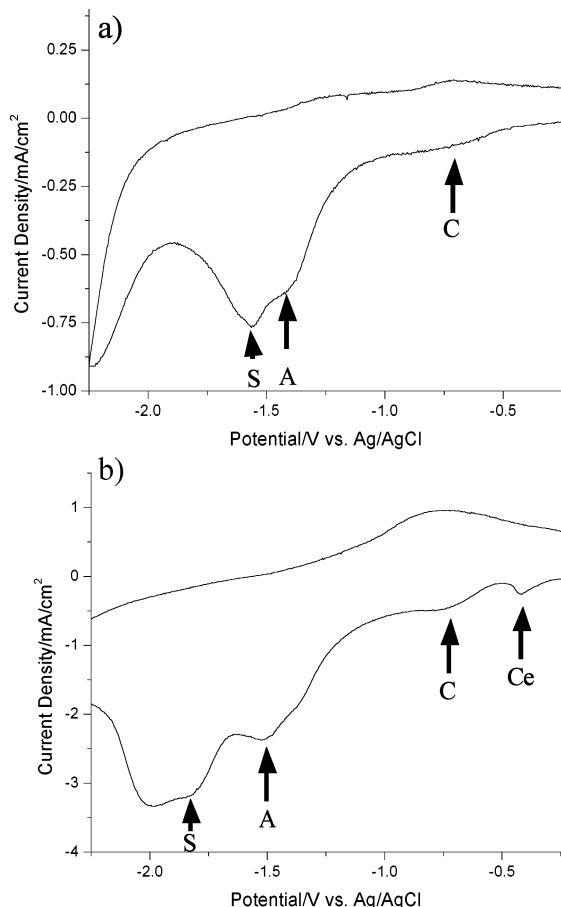 a)
0.25
0.00
-0.25
-0.50
-0.75
-1.00
Current Density/mA/cm²
C
S A
-2.0 -1.5 -1.0 -0.5
Potential/V vs. Ag/AgCl
b)
1
0
-1
-2
-3
-4
Current Density/mA/cm²
C Ce
A
S
-2.0 -1.5 -1.0 -0.5
Potential/V vs. Ag/AgCl